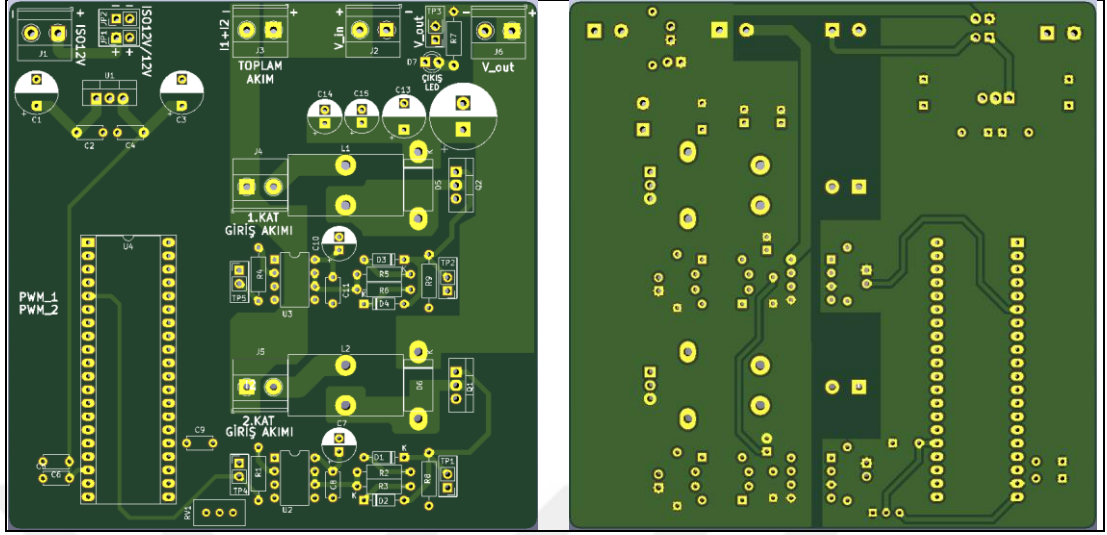 J1
+
-
ISO12V
JP2
JP1
- -
+ +
ISO12V/12V
I1+I2
-
+
J3
TOPLAM
AKIM
+
-
V_in
J2
V_out
TP3
R7
D7
ÇIKIŞ
LED
-
+
J6
V_out
C1
U1
C3
C2
C4
C14
C15
C13
+
J4
L1
K
D5
Q2
1.KAT
GİRİŞ AKIMI
U4
PWM_1
PWM_2
C10
R4
TP5
U3
C11
D3
K
R5
R6
K
D4
R9
TP2
J5
L2
K
D6
Q1
2.KAT
GİRİŞ AKIMI
C7
C9
C6
R1
TP4
RV1
U2
C8
D1
K
R2
R3
K
D2
R8
TP1